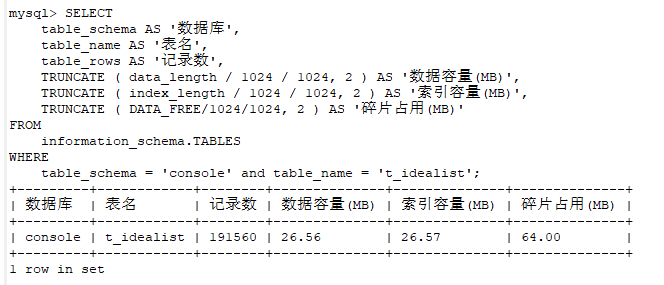 mysql> SELECT
    table_schema AS '数据库',
    table_name AS '表名',
    table_rows AS '记录数',
    TRUNCATE ( data_length / 1024 / 1024, 2 ) AS '数据容量(MB)',
    TRUNCATE ( index_length / 1024 / 1024, 2 ) AS '索引容量(MB)',
    TRUNCATE ( DATA_FREE/1024/1024, 2 ) AS '碎片占用(MB)'
FROM
    information_schema.TABLES
WHERE
    table_schema = 'console' and table_name = 't_idealist';
+---------+------------+--------+--------------+--------------+--------------+
| 数据库 | 表名 | 记录数 | 数据容量(MB) | 索引容量(MB) | 碎片占用(MB) |
+---------+------------+--------+--------------+--------------+--------------+
| console | t_idealist | 191560 | 26.56 | 26.57 | 64.00 |
+---------+------------+--------+--------------+--------------+--------------+
1 row in set